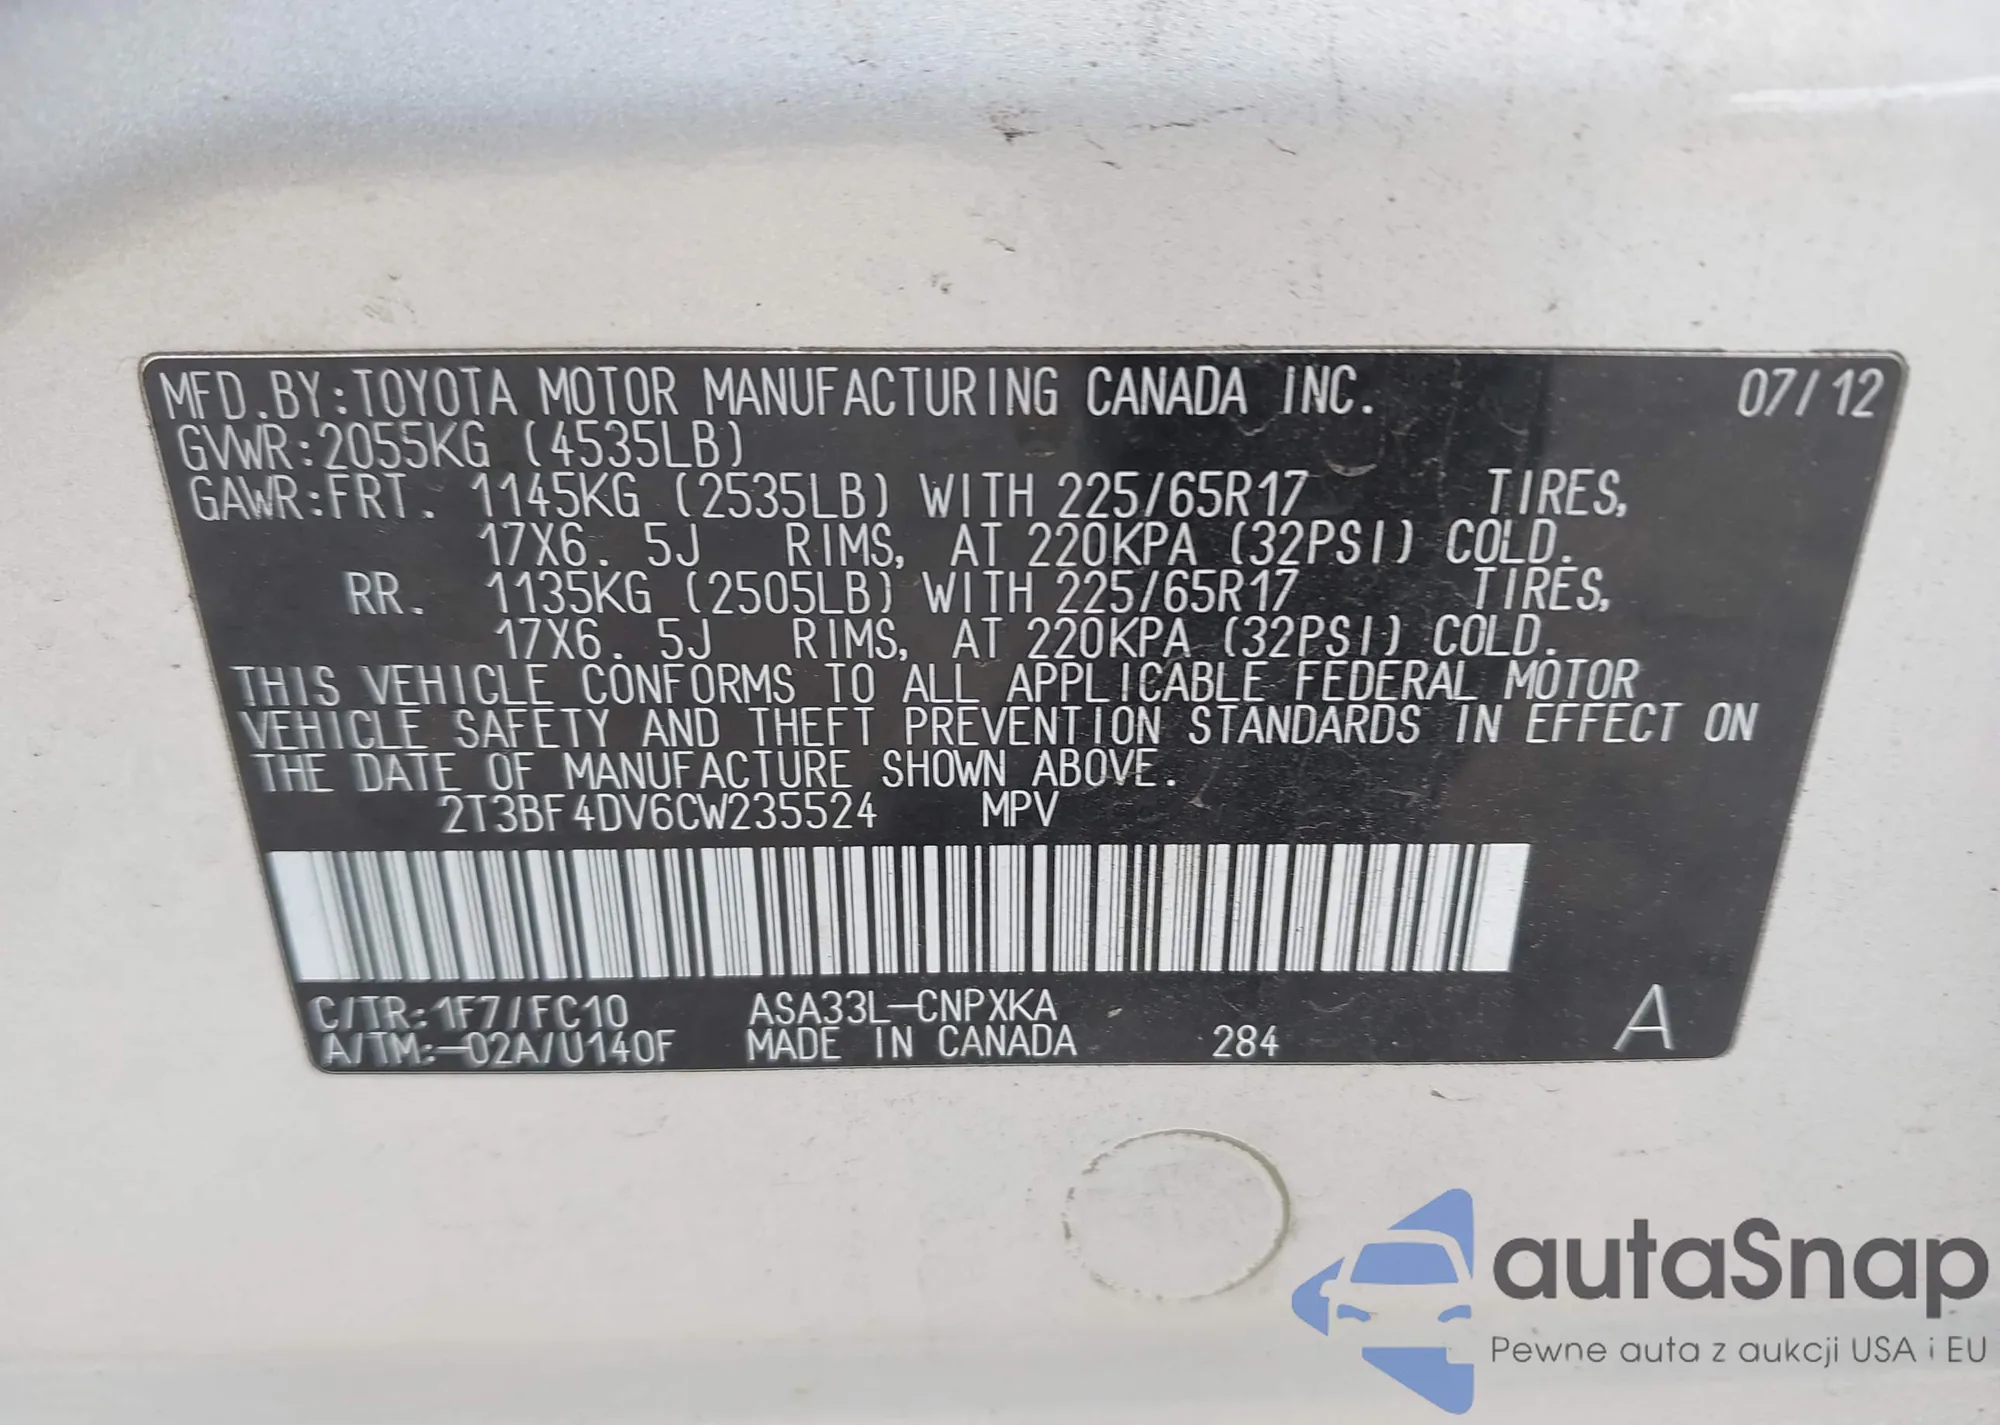 MFD.BY:TOYOTA MOTOR MANUFACTURING CANADA INC. 07/12
GVWR:2055KG (4535LB)
GAWR:FRT. 1145KG (2535LB) WITH 225/65R17 TIRES,
17X6.5J RIMS, AT 220KPA (32PSI) COLD.
RR. 1135KG (2505LB) WITH 225/65R17 TIRES,
17X6.5J RIMS, AT 220KPA (32PSI) COLD.
THIS VEHICLE CONFORMS TO ALL APPLICABLE FEDERAL MOTOR
VEHICLE SAFETY AND THEFT PREVENTION STANDARDS IN EFFECT ON
THE DATE OF MANUFACTURE SHOWN ABOVE.
2T3BF4DV6CW235524 MPV
C/TR:1F7/FC10 ASA33L-CNPXKA
A/TM:-02A/U140F MADE IN CANADA 284 A
autaSnap
Pewne auta z aukcji USA i EU